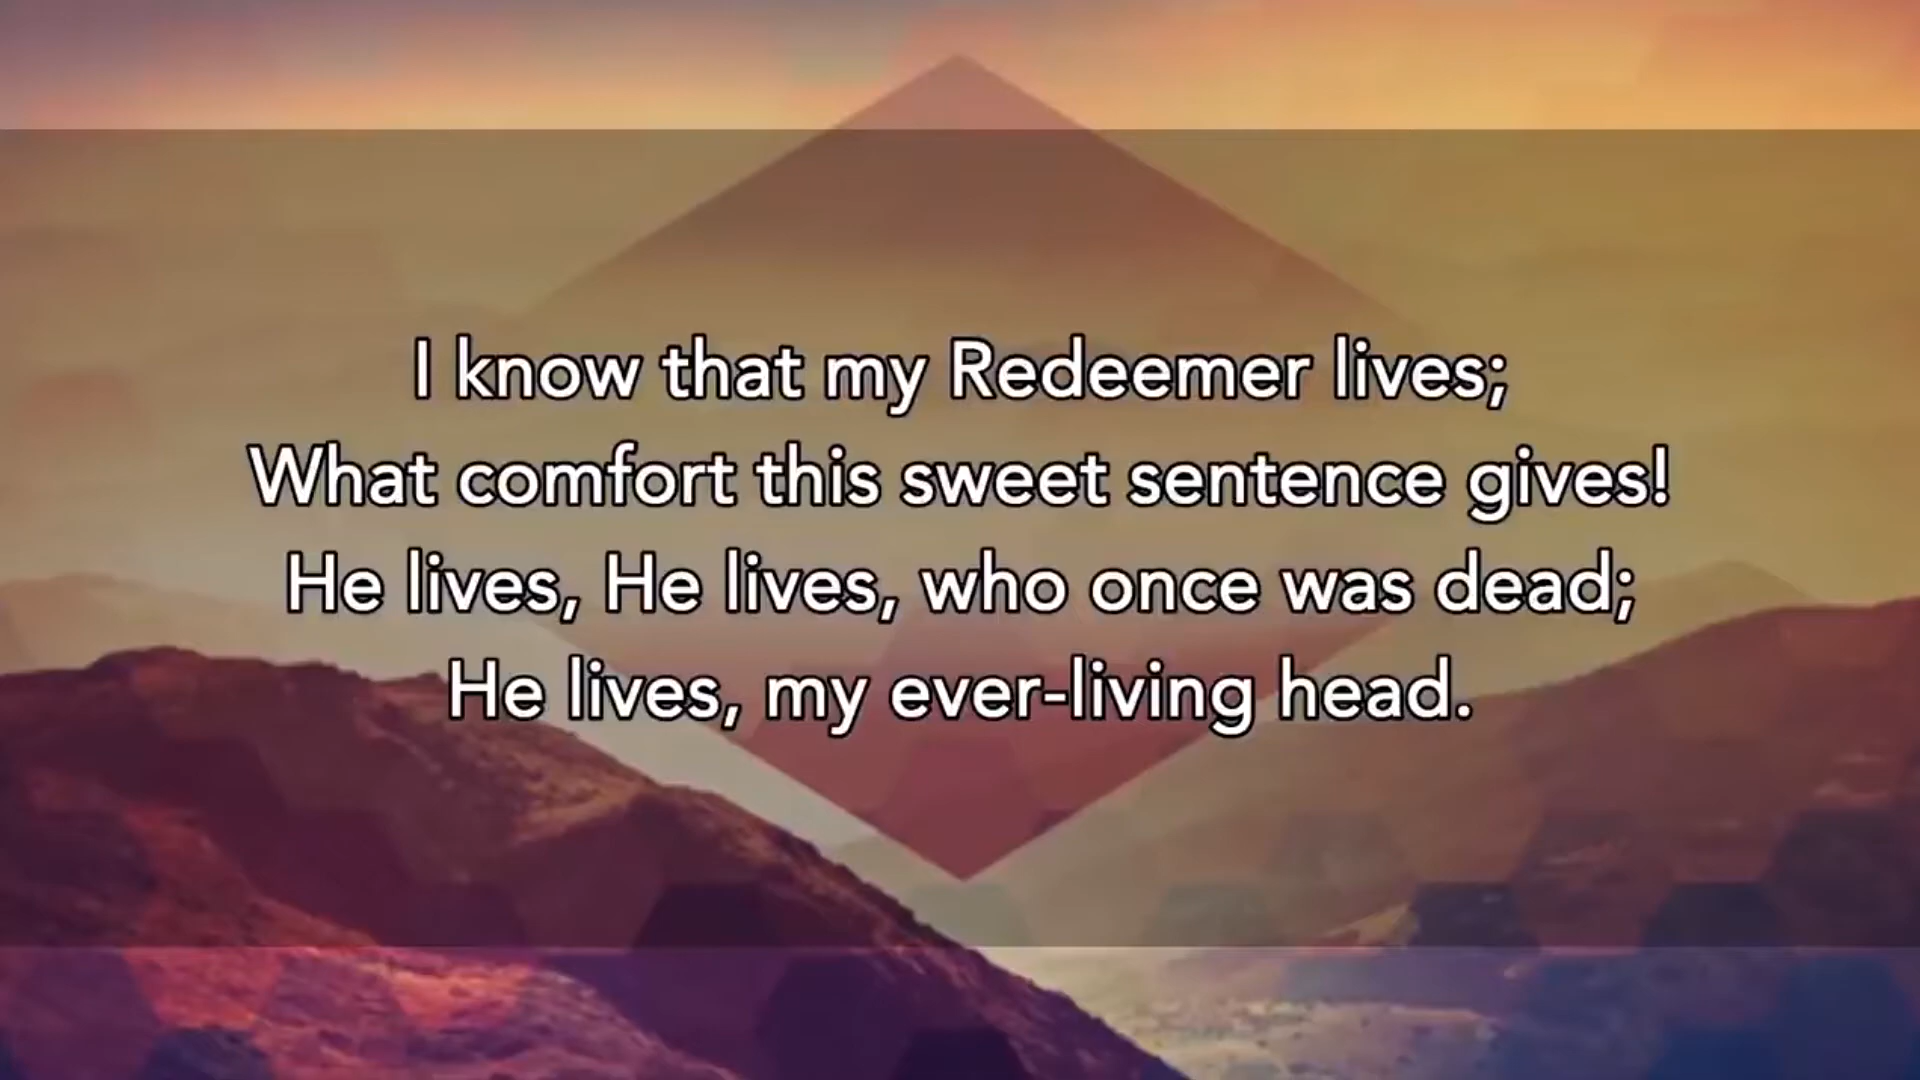 I know that my Redeemer lives;
What comfort this sweet sentence gives!
He lives, He lives, who once was dead;
He lives, my ever-living head.